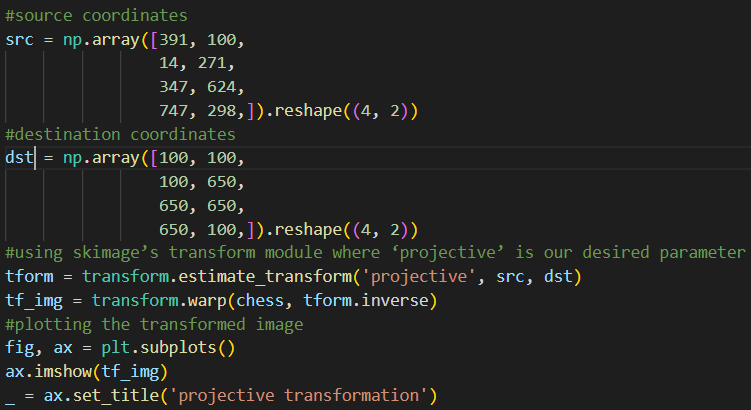 #source coordinates
src = np.array([391, 100,
14, 271,
347, 624,
747, 298,]).reshape((4, 2))
#destination coordinates
dst = np.array([100, 100,
100, 650,
650, 650,
650, 100,]).reshape((4, 2))
#using skimage’s transform module where ‘projective’ is our desired parameter
tform = transform.estimate_transform('projective', src, dst)
tf_img = transform.warp(chess, tform.inverse)
#plotting the transformed image
fig, ax = plt.subplots()
ax.imshow(tf_img)
_ = ax.set_title('projective transformation')